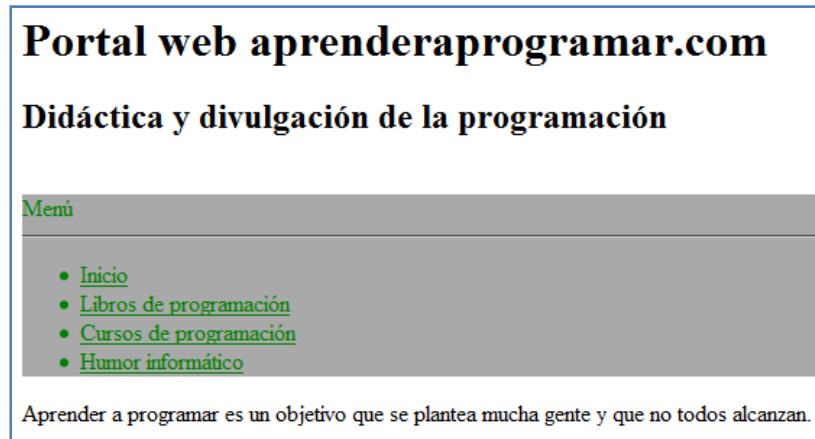 Portal web aprenderaprogramar.com
Didáctica y divulgación de la programación
Menú
Inicio
Libros de programación
Cursos de programación
Humor informático
Aprender a programar es un objetivo que se plantea mucha gente y que no todos alcanzan.